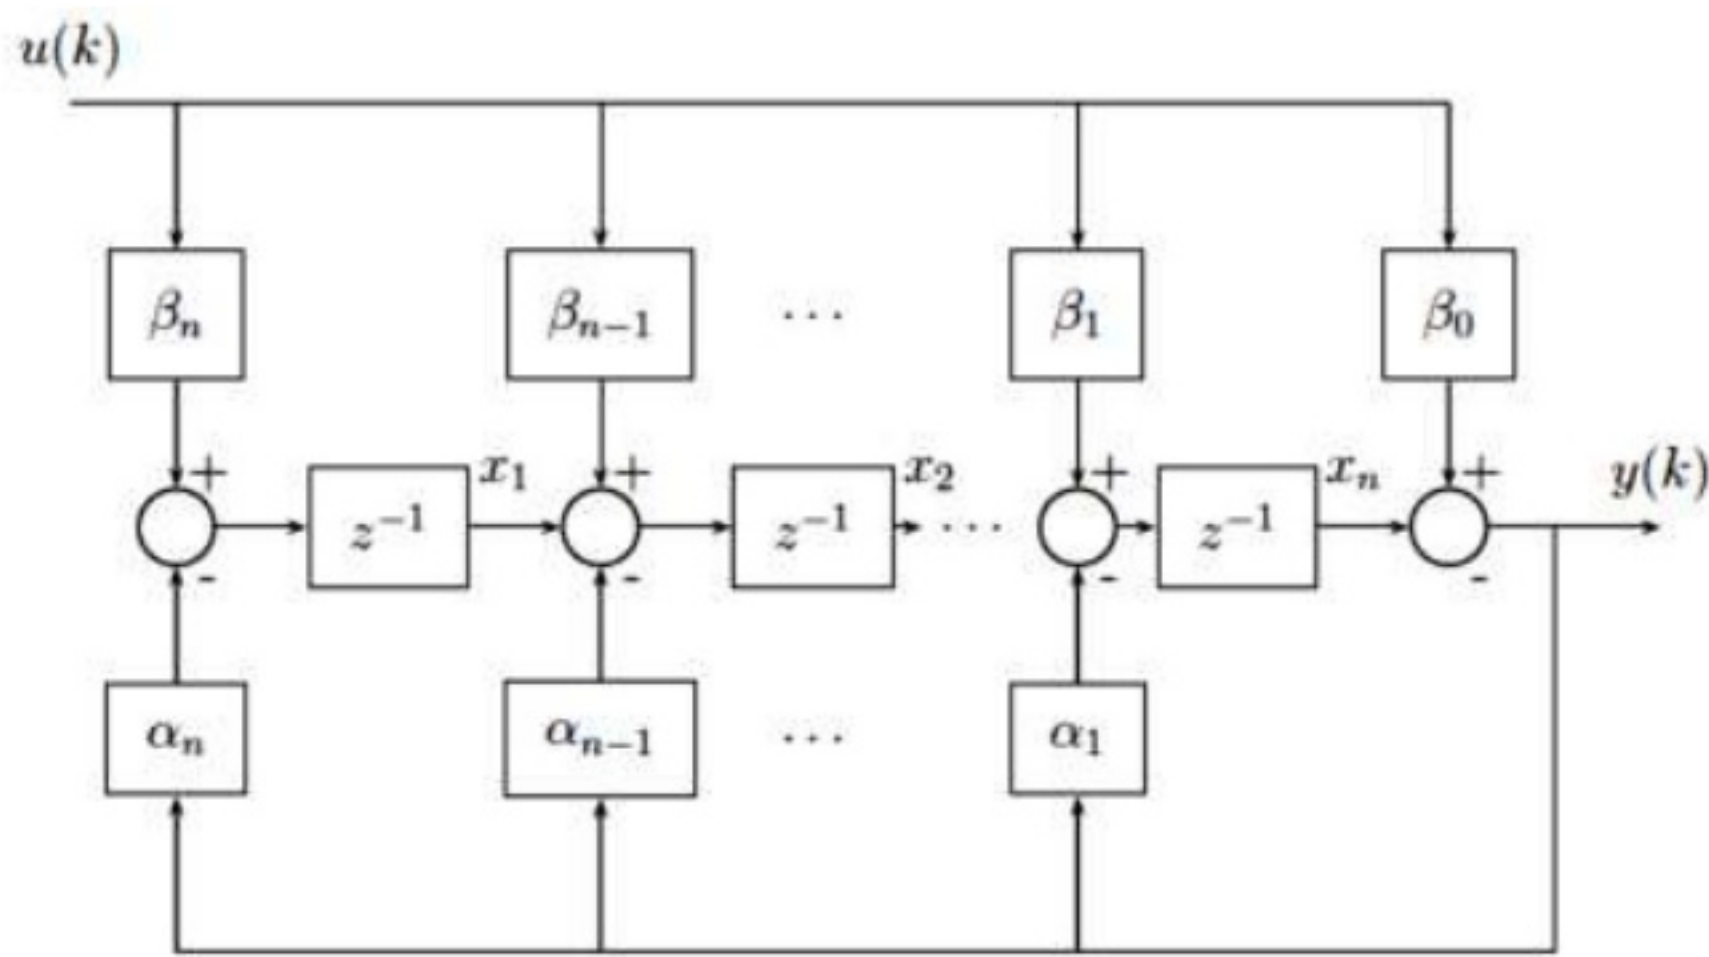 u(k)
βₙ βₙ₋₁ ... β₁ β₀
+ x₁ + x₂ + xₙ + y(k)
z⁻¹ z⁻¹ ... z⁻¹
- - - -
αₙ αₙ₋₁ ... α₁